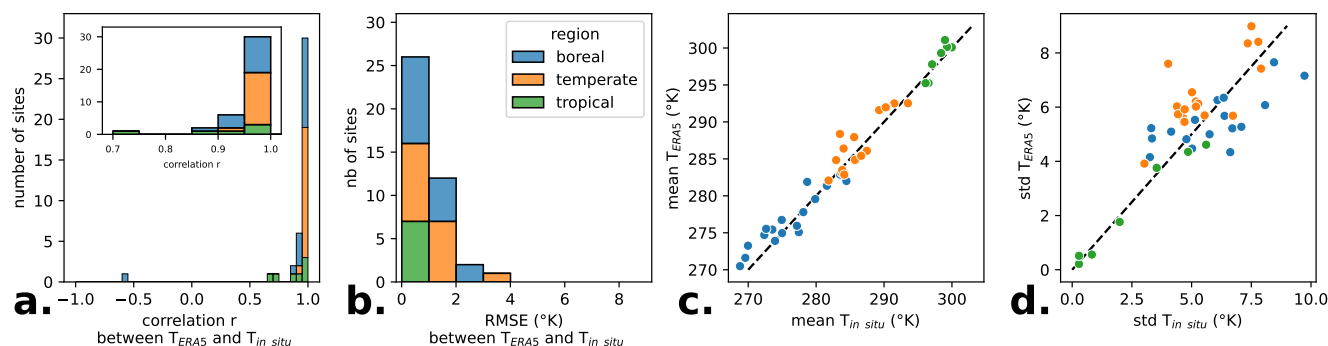 number of sites
30
25
20
15
10
5
0
-1.0
-0.5
0.0
0.5
1.0
correlation r
between T_ERA5 and T_in situ
30
20
10
0
0.7
0.8
0.9
1.0
correlation r
a.
nb of sites
30
25
20
15
10
5
0
0
2
4
6
8
RMSE (°K)
between T_ERA5 and T_in situ
region
boreal
temperate
tropical
b.
mean T_ERA5 (°K)
300
295
290
285
280
275
270
270
280
290
300
mean T_in situ (°K)
c.
std T_ERA5 (°K)
8
6
4
2
0
0.0
2.5
5.0
7.5
10.0
std T_in situ (°K)
d.